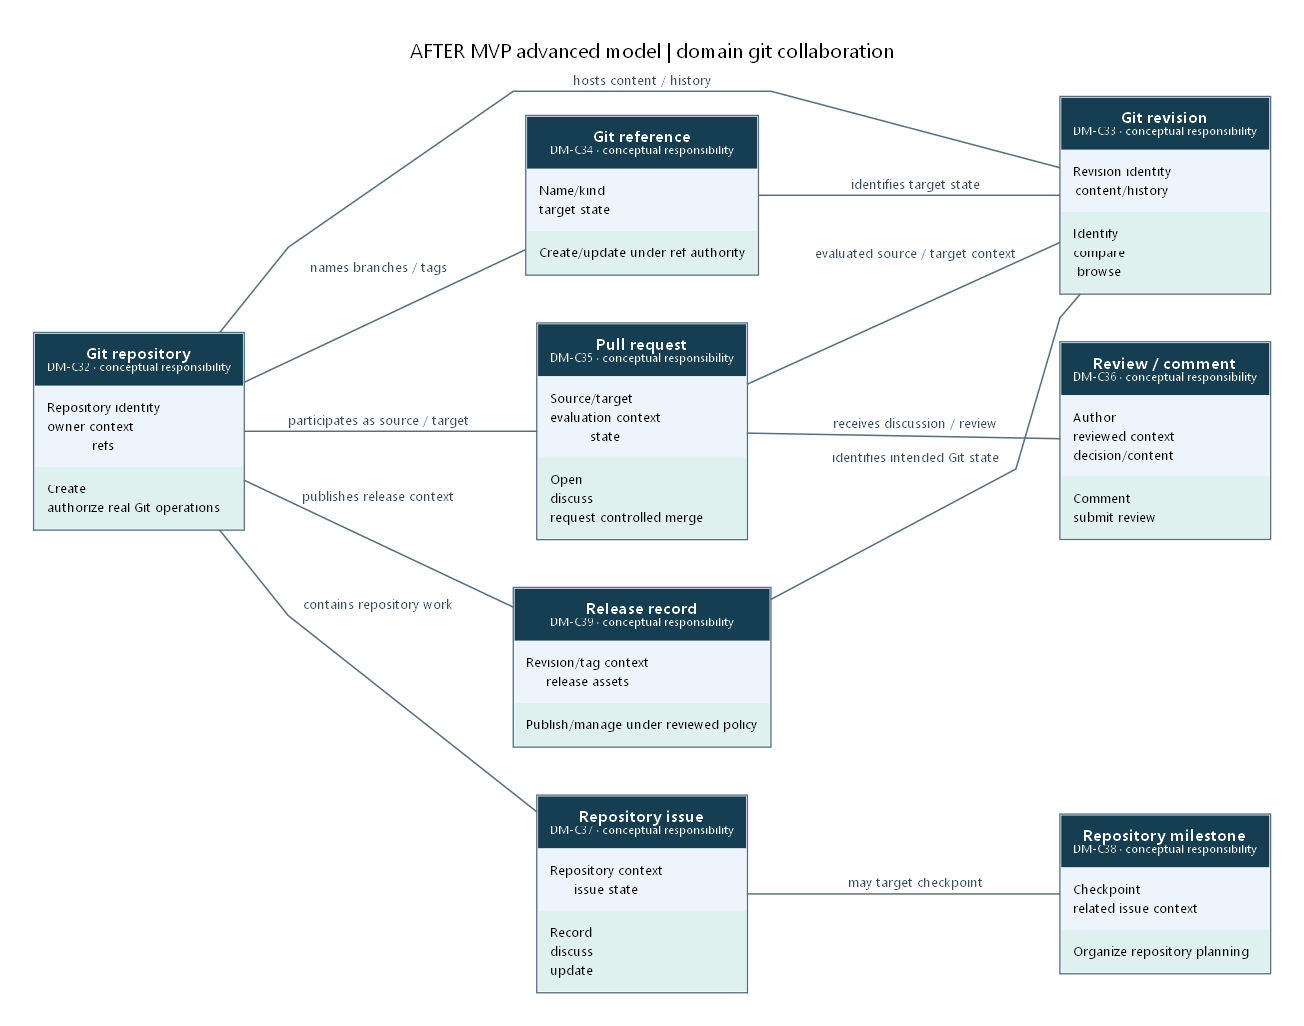 AFTER MVP advanced model | domain git collaboration
hosts content / history
Git reference
DM-C34 · conceptual responsibility
Name/kind
target state
Create/update under ref authority
Git revision
DM-C33 · conceptual responsibility
Revision identity
content/history
Identify
compare
browse
identifies target state
evaluated source / target context
names branches / tags
Git repository
DM-C32 · conceptual responsibility
Repository identity
owner context
refs
Create
authorize real Git operations
participates as source / target
Pull request
DM-C35 · conceptual responsibility
Source/target
evaluation context
state
Open
discuss
request controlled merge
Review / comment
DM-C36 · conceptual responsibility
Author
reviewed context
decision/content
Comment
submit review
receives discussion / review
identifies intended Git state
publishes release context
contains repository work
Release record
DM-C39 · conceptual responsibility
Revision/tag context
release assets
Publish/manage under reviewed policy
Repository issue
DM-C37 · conceptual responsibility
Repository context
issue state
Record
discuss
update
may target checkpoint
Repository milestone
DM-C38 · conceptual responsibility
Checkpoint
related issue context
Organize repository planning